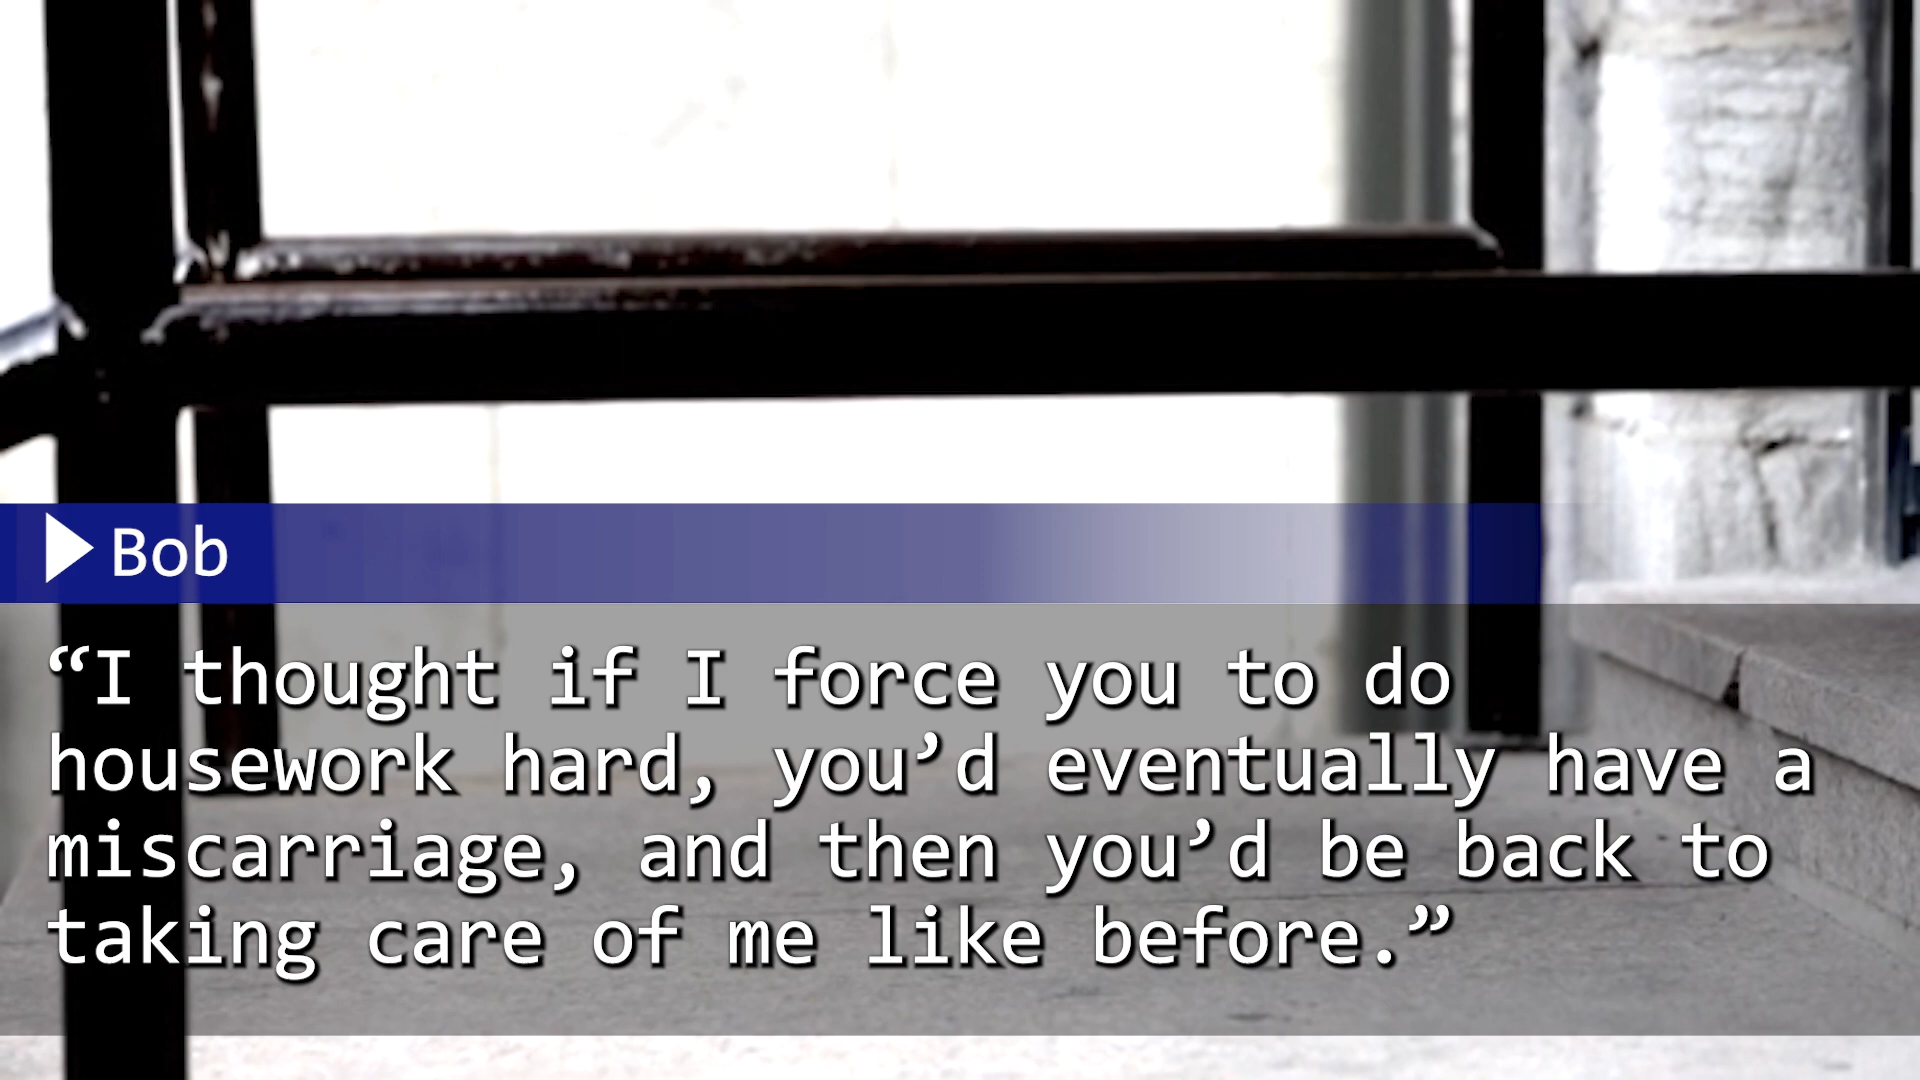 Bob
“I thought if I force you to do
housework hard, you’d eventually have a
miscarriage, and then you’d be back to
taking care of me like before.”